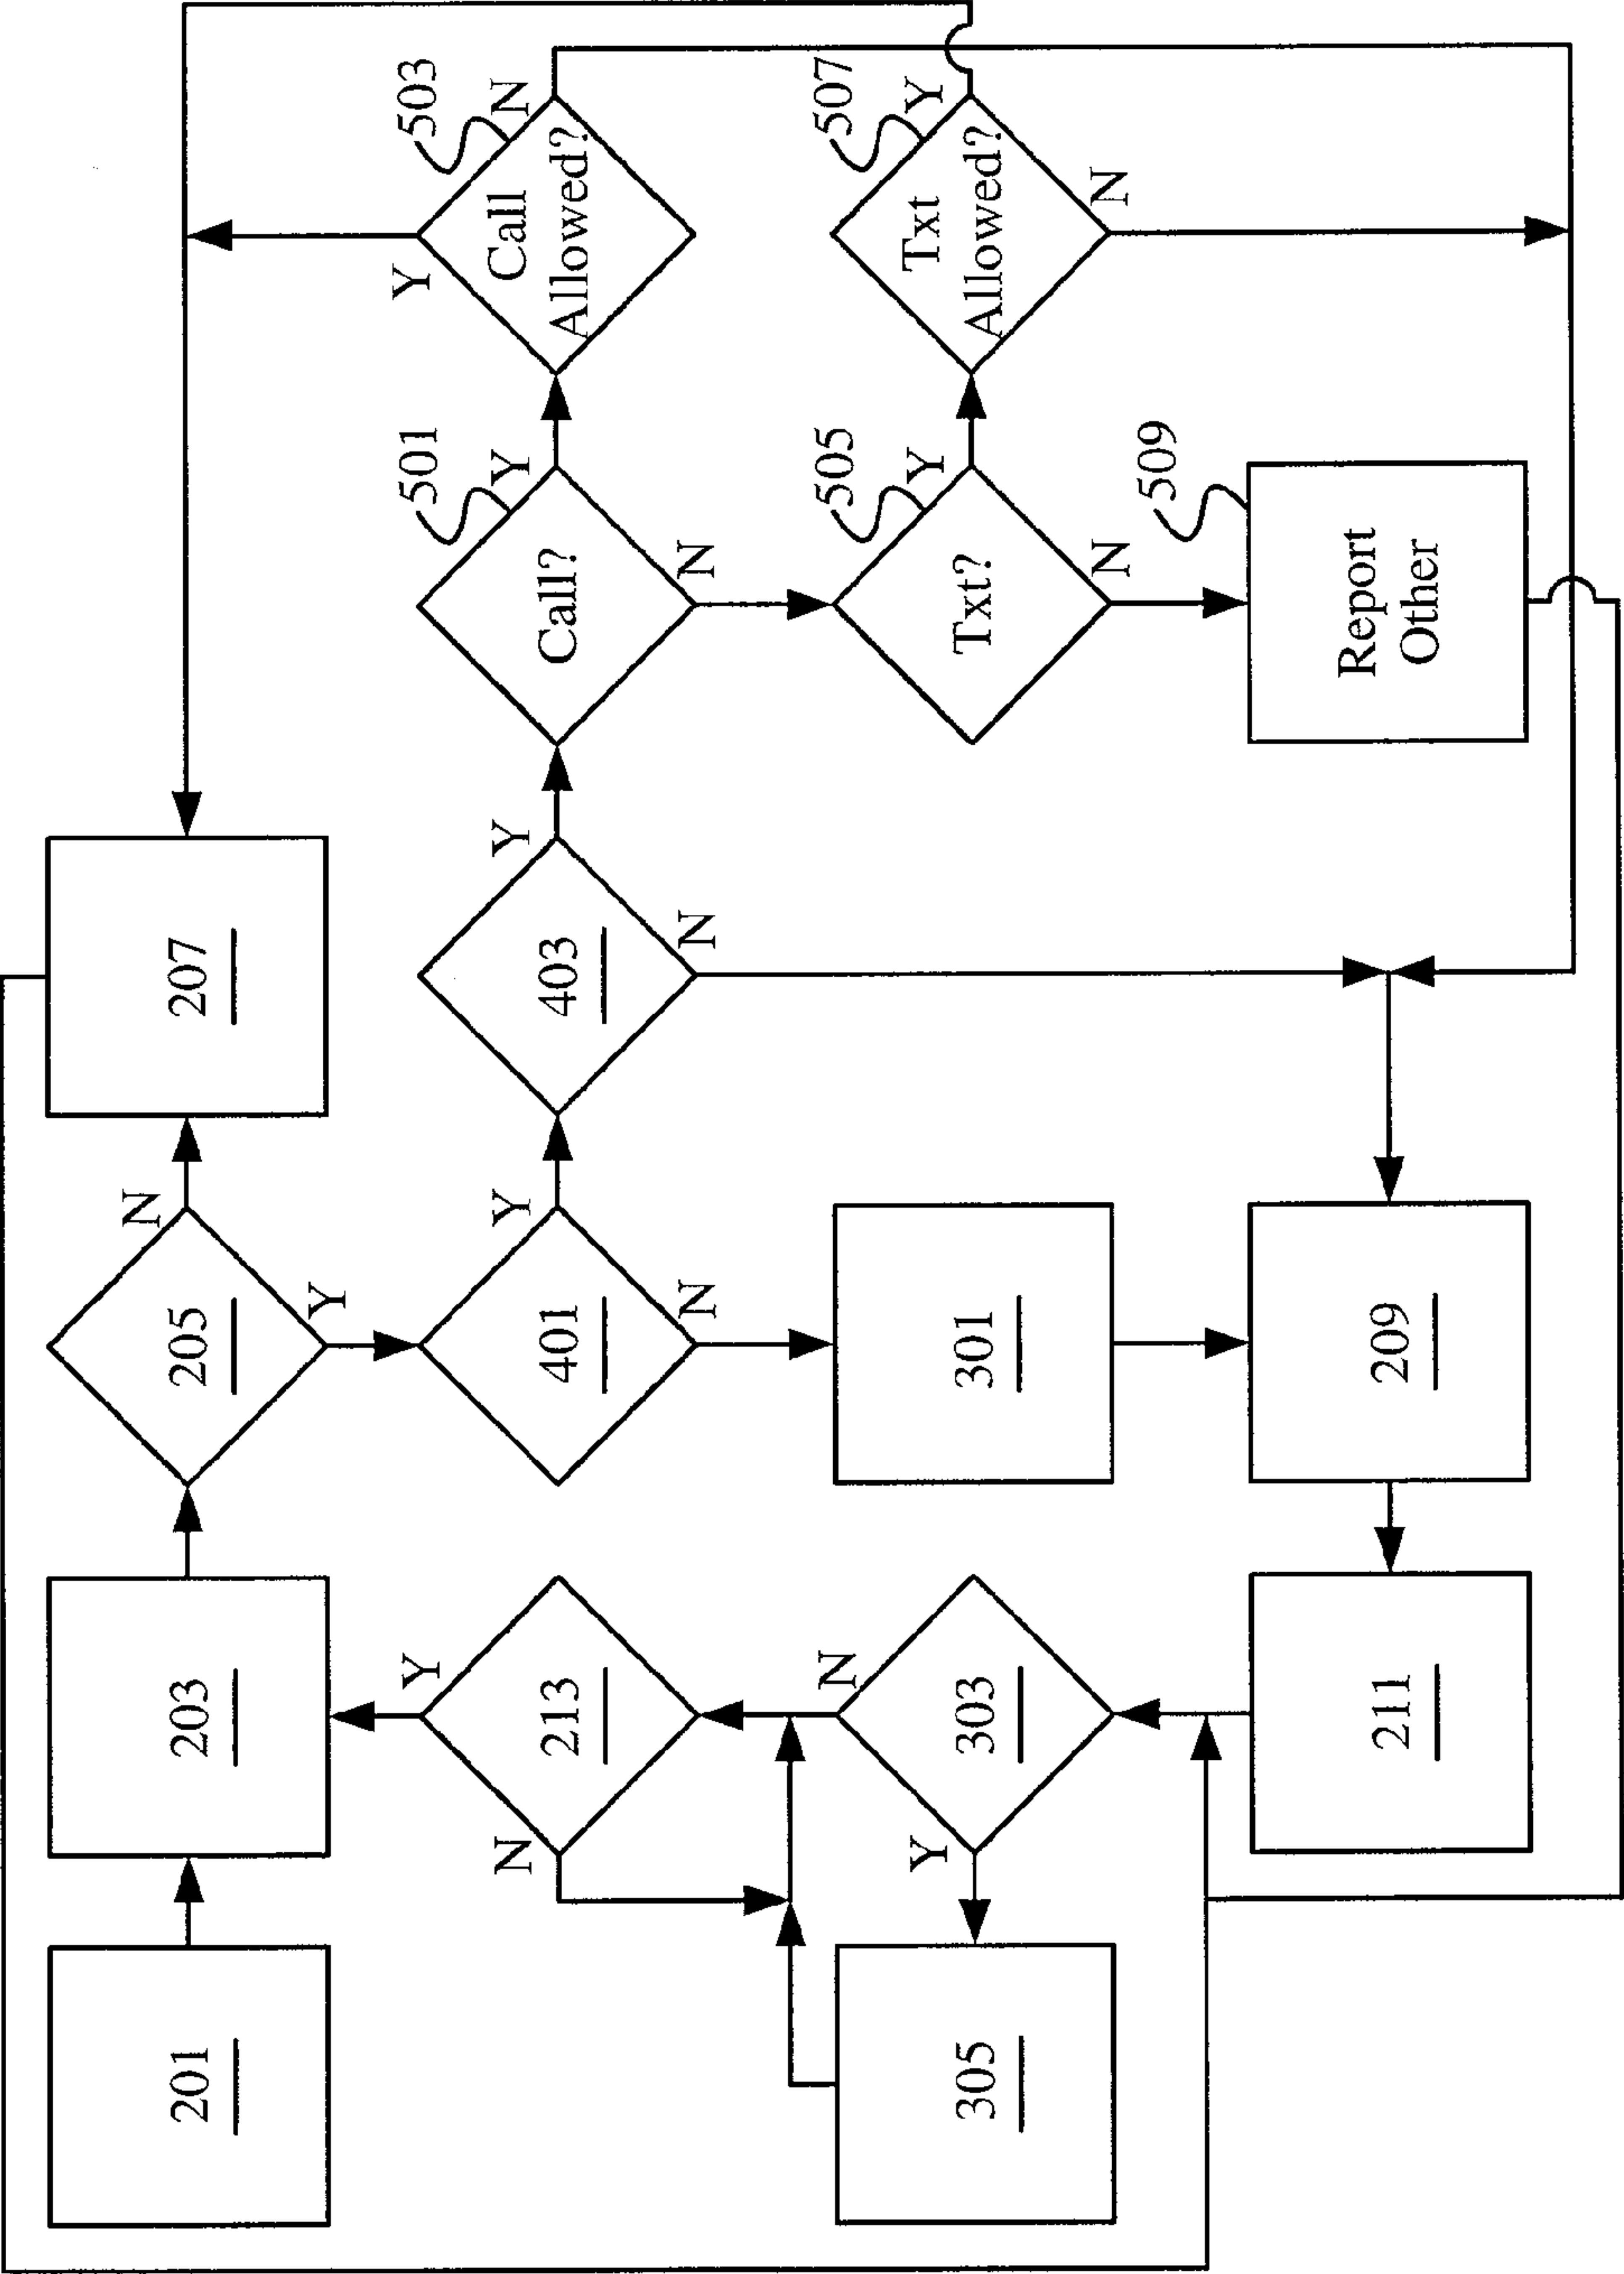 201
203
205
N
Y
207
305
N
213
Y
401
Y
N
403
Y
N
501
Call?
Y
N
503
Call
Allowed?
Y
N
Y
303
N
301
505
Txt?
Y
N
507
Txt
Allowed?
Y
N
211
209
509
Report
Other